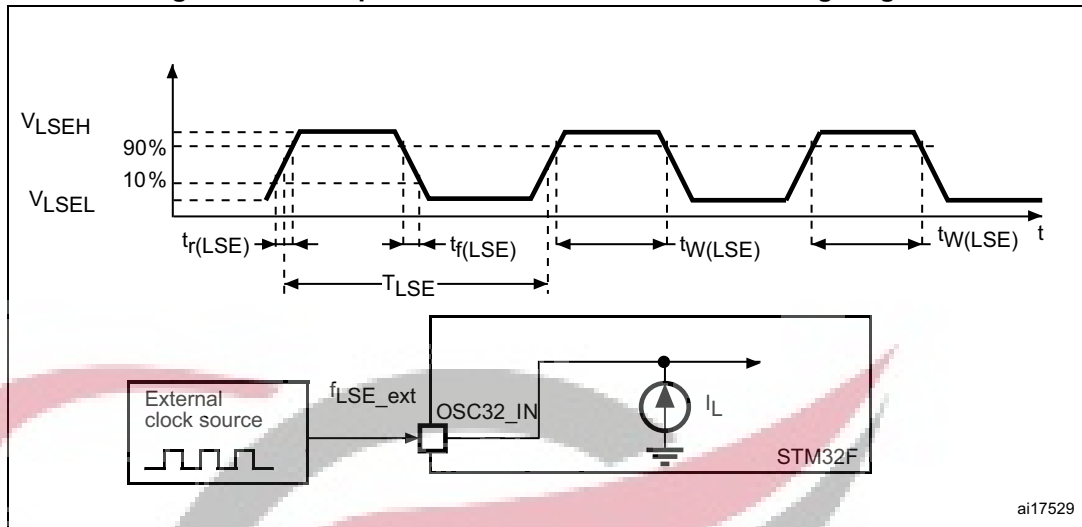 VLSEH
90%
10%
VLSEL
tr(LSE)
tf(LSE)
tW(LSE)
tW(LSE)
t
TLSE
External
clock source
fLSE_ext
OSC32_IN
IL
STM32F
ai17529